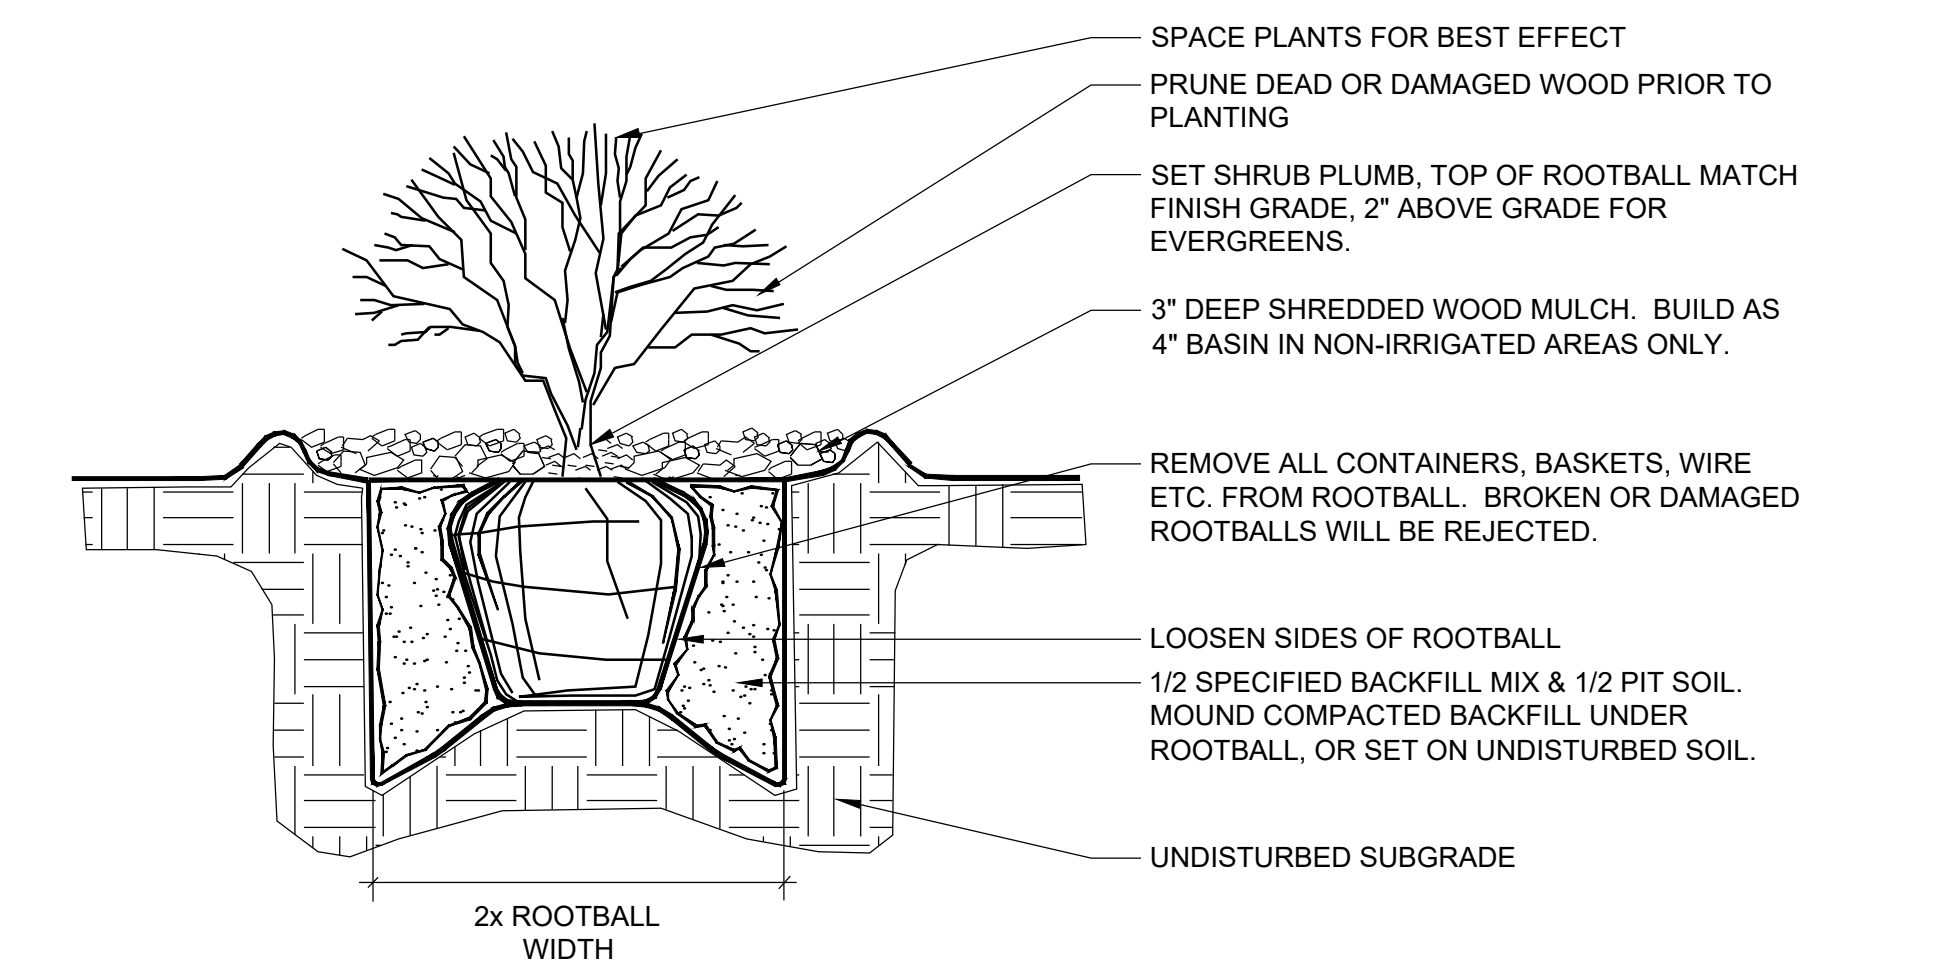 SPACE PLANTS FOR BEST EFFECT
PRUNE DEAD OR DAMAGED WOOD PRIOR TO
PLANTING
SET SHRUB PLUMB, TOP OF ROOTBALL MATCH
FINISH GRADE, 2" ABOVE GRADE FOR
EVERGREENS.
3" DEEP SHREDDED WOOD MULCH.  BUILD AS
4" BASIN IN NON-IRRIGATED AREAS ONLY.
REMOVE ALL CONTAINERS, BASKETS, WIRE
ETC. FROM ROOTBALL.  BROKEN OR DAMAGED
ROOTBALLS WILL BE REJECTED.
LOOSEN SIDES OF ROOTBALL
1/2 SPECIFIED BACKFILL MIX & 1/2 PIT SOIL.
MOUND COMPACTED BACKFILL UNDER
ROOTBALL, OR SET ON UNDISTURBED SOIL.
UNDISTURBED SUBGRADE
2x ROOTBALL
WIDTH